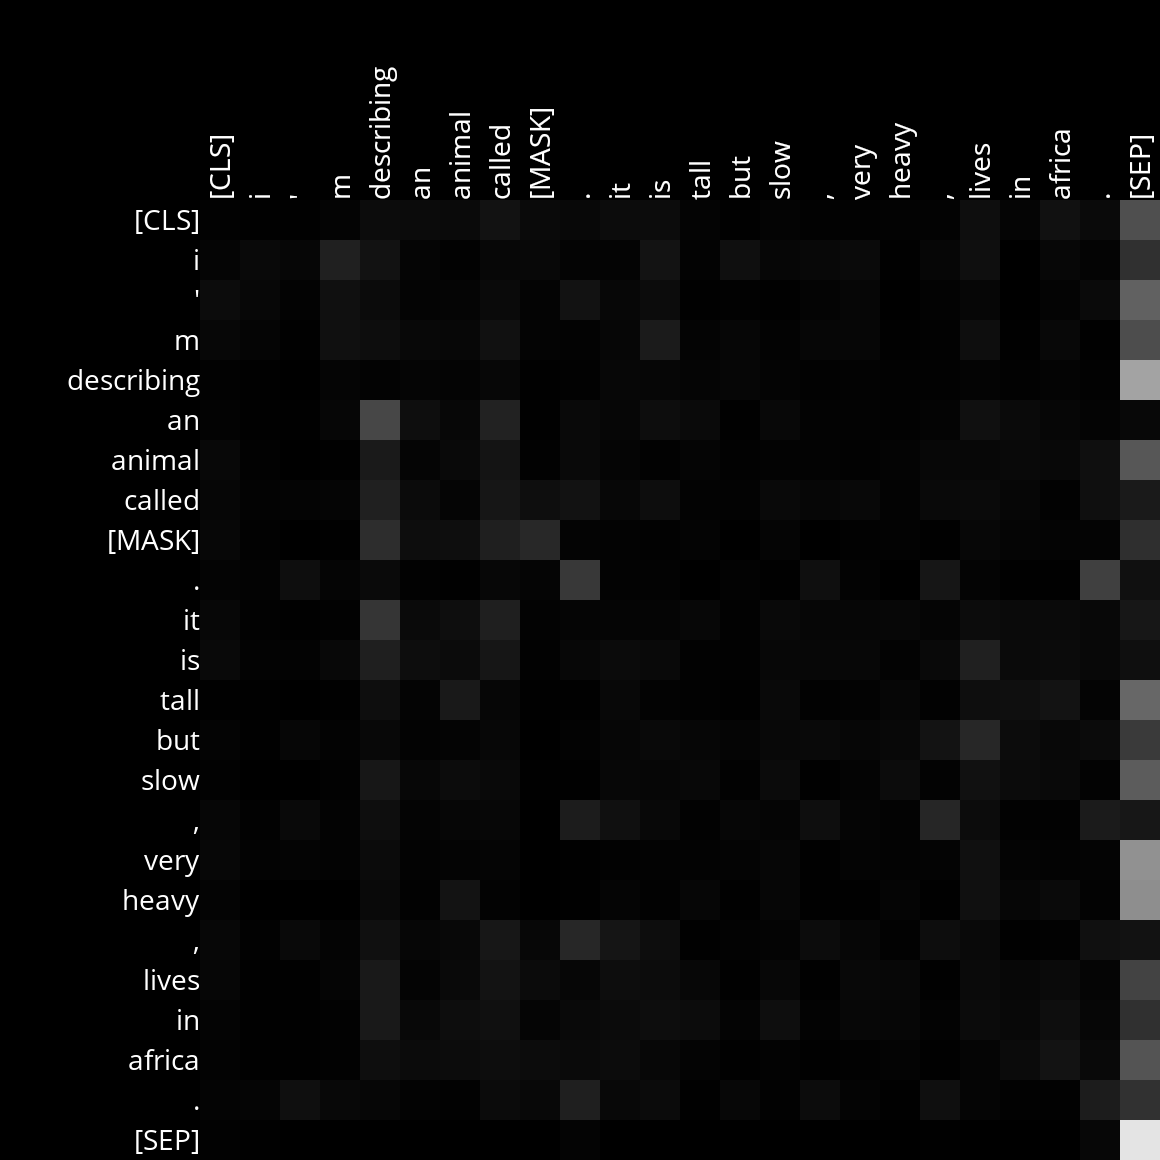 [CLS] i ' m describing an animal called [MASK] . it is tall but slow , very heavy , lives in africa . [SEP]
[CLS]
i
'
m
describing
an
animal
called
[MASK]
.
it
is
tall
but
slow
,
very
heavy
,
lives
in
africa
.
[SEP]